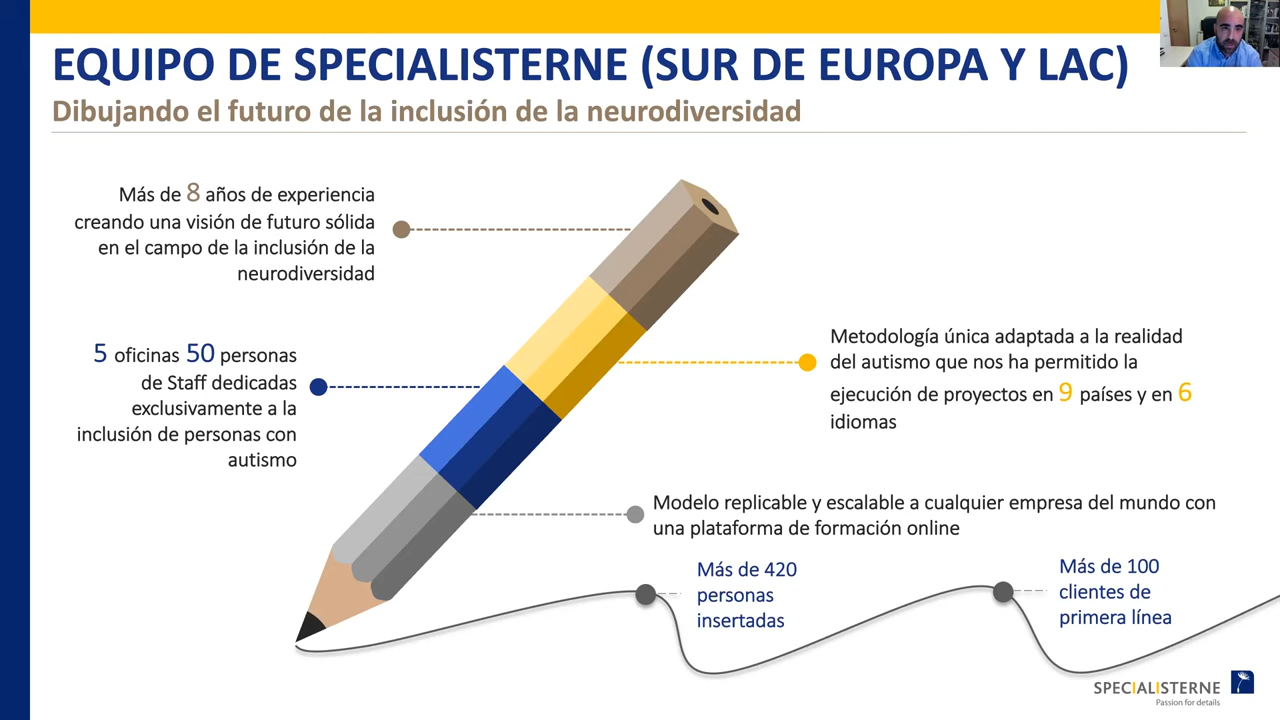 EQUIPO DE SPECIALISTERNE (SUR DE EUROPA Y LAC)
Dibujando el futuro de la inclusión de la neurodiversidad
Más de 8 años de experiencia
creando una visión de futuro sólida
en el campo de la inclusión de la
neurodiversidad
5 oficinas 50 personas
de Staff dedicadas
exclusivamente a la
inclusión de personas con
autismo
Metodología única adaptada a la realidad
del autismo que nos ha permitido la
ejecución de proyectos en 9 países y en 6
idiomas
Modelo replicable y escalable a cualquier empresa del mundo con
una plataforma de formación online
Más de 420
personas
insertadas
Más de 100
clientes de
primera línea
SPECIALISTERNE
Passion for details